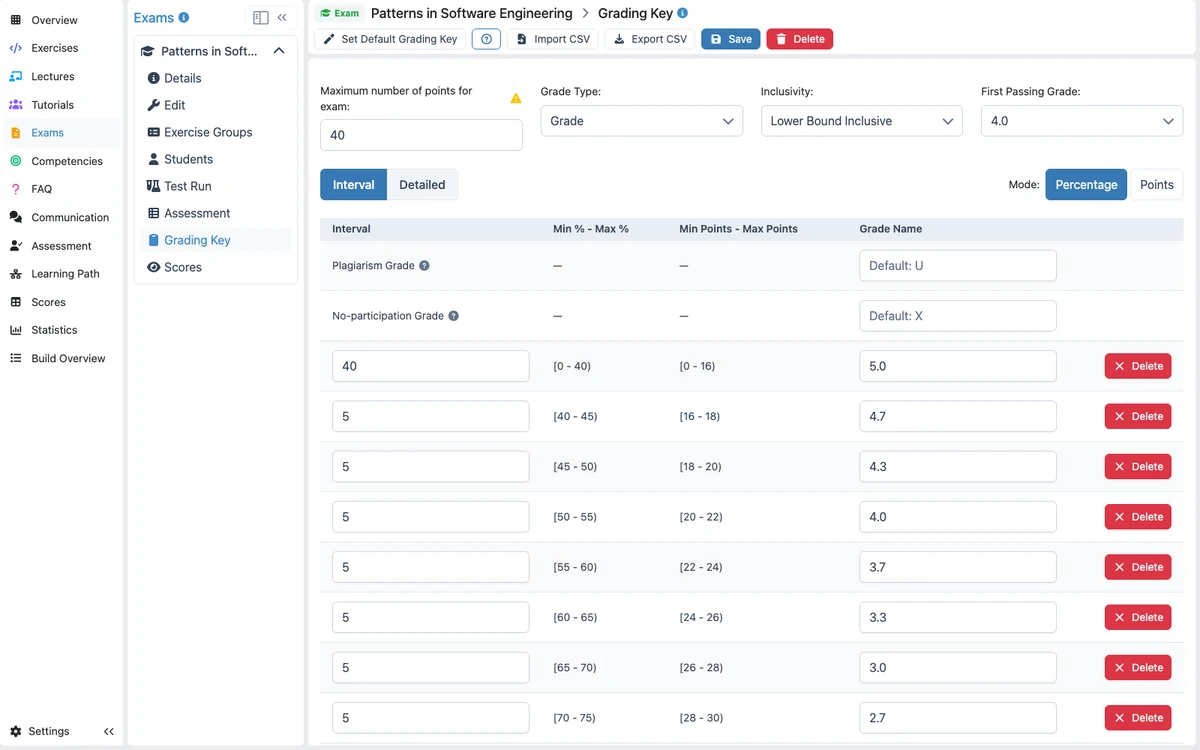 Overview
Exercises
Lectures
Tutorials
Exams
Competencies
FAQ
Communication
Assessment
Learning Path
Scores
Statistics
Build Overview
Settings
Exams
Patterns in Soft...
Details
Edit
Exercise Groups
Students
Test Run
Assessment
Grading Key
Scores
Exam Patterns in Software Engineering > Grading Key
Set Default Grading Key Import CSV Export CSV Save Delete
Maximum number of points for exam:
40
Grade Type:
Grade
Inclusivity:
Lower Bound Inclusive
First Passing Grade:
4.0
Interval Detailed Mode: Percentage Points
Interval Min % - Max % Min Points - Max Points Grade Name
Plagiarism Grade ? — — Default: U
No-participation Grade ? — — Default: X
40 [0 - 40) [0 - 16) 5.0 Delete
5 [40 - 45) [16 - 18) 4.7 Delete
5 [45 - 50) [18 - 20) 4.3 Delete
5 [50 - 55) [20 - 22) 4.0 Delete
5 [55 - 60) [22 - 24) 3.7 Delete
5 [60 - 65) [24 - 26) 3.3 Delete
5 [65 - 70) [26 - 28) 3.0 Delete
5 [70 - 75) [28 - 30) 2.7 Delete